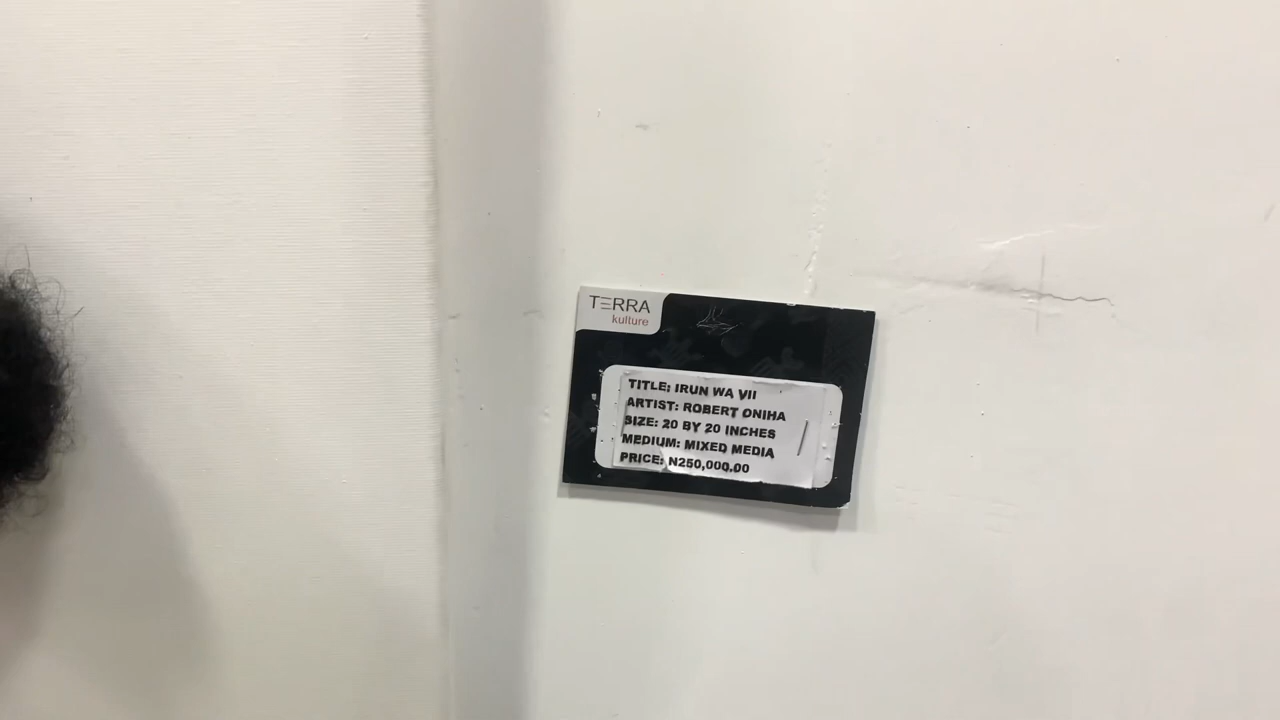 TERRA
kulture
TITLE: IRUN WA VII
ARTIST: ROBERT ONIHA
SIZE: 20 BY 20 INCHES
MEDIUM: MIXED MEDIA
PRICE: N250,000.00